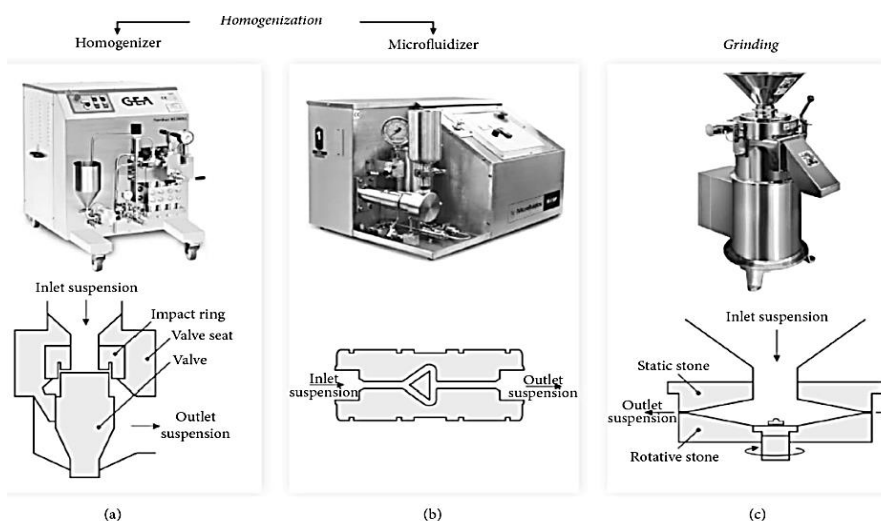 Homogenization
Homogenizer
Microfluidizer
Grinding
GEA
Inlet suspension
Impact ring
Valve seat
Valve
Outlet
suspension
(a)
Inlet
suspension
Outlet
suspension
(b)
Inlet suspension
Static stone
Outlet
suspension
Rotative stone
(c)